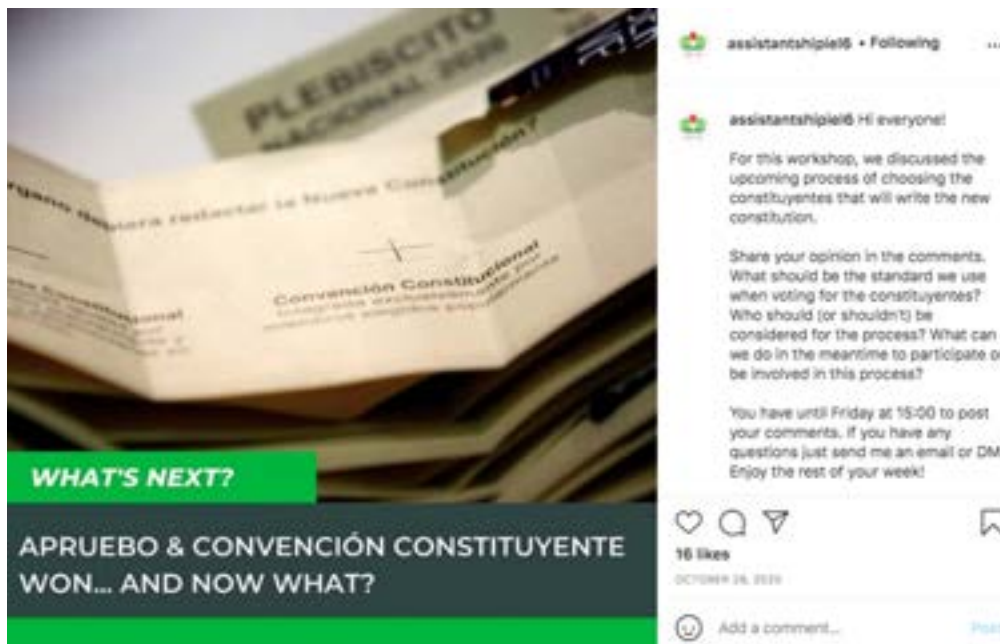 PLEBISCITO
NACIONAL 2020
rgano debiera redactar la Nueva Constitución?
Convención Constitucional
integrada exclusivamente por
WHAT'S NEXT?
APRUEBO & CONVENCIÓN CONSTITUYENTE
WON... AND NOW WHAT?
assistantshipiel6 • Following
assistantshipiel6 Hi everyone!
For this workshop, we discussed the
upcoming process of choosing the
constituyentes that will write the new
constitution.
Share your opinion in the comments.
What should be the standard we use
when voting for the constituyentes?
Who should (or shouldn't) be
considered for the process? What can
we do in the meantime to participate or
be involved in this process?
You have until Friday at 15:00 to post
your comments. If you have any
questions just send me an email or DM
Enjoy the rest of your week!
16 likes
OCTOBER 28, 2020
Add a comment...
Post